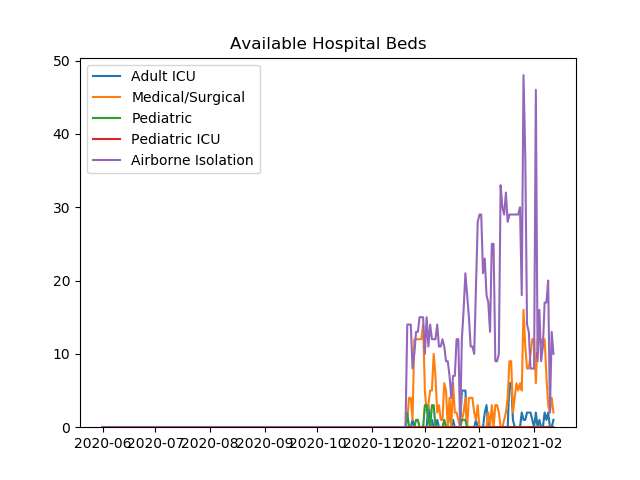 Available Hospital Beds
50
40
30
20
10
0
Adult ICU
Medical/Surgical
Pediatric
Pediatric ICU
Airborne Isolation
2020-06 2020-07 2020-08 2020-09 2020-10 2020-11 2020-12 2021-01 2021-02